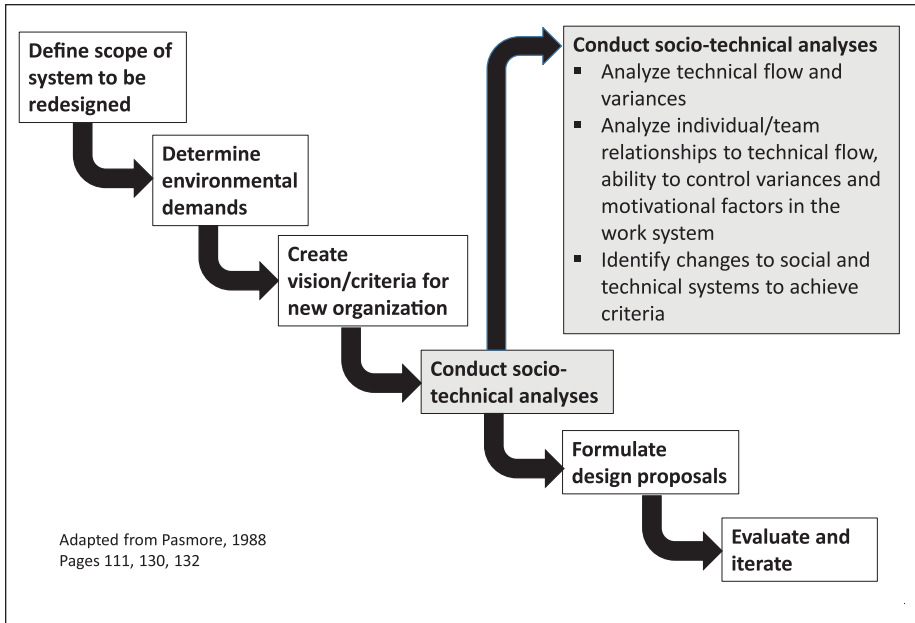 Define scope of
system to be
redesigned
Determine
environmental
demands
Create
vision/criteria for
new organization
Conduct socio-
technical analyses
Conduct socio-technical analyses
▪ Analyze technical flow and
variances
▪ Analyze individual/team
relationships to technical flow,
ability to control variances and
motivational factors in the
work system
▪ Identify changes to social and
technical systems to achieve
criteria
Formulate
design proposals
Evaluate and
iterate
Adapted from Pasmore, 1988
Pages 111, 130, 132